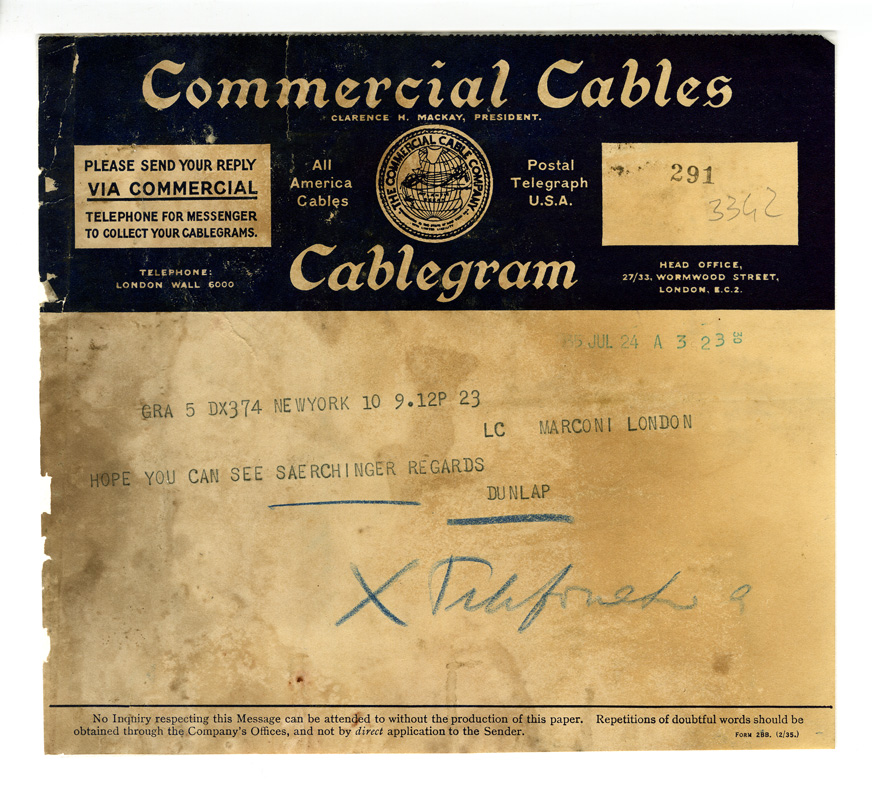 Commercial Cables
CLARENCE H. MACKAY, PRESIDENT.
PLEASE SEND YOUR REPLY
VIA COMMERCIAL
TELEPHONE FOR MESSENGER
TO COLLECT YOUR CABLEGRAMS.
All
America
Cables
THE COMMERCIAL CABLE COMPANY
Postal
Telegraph
U.S.A.
291
3342
TELEPHONE:
LONDON WALL 6000
Cablegram
HEAD OFFICE,
27/33, WORMWOOD STREET,
LONDON, E.C.2.
35 JUL 24 A 3 23 30
GRA 5 DX374 NEWYORK 10 9.12P 23
LC MARCONI LONDON
HOPE YOU CAN SEE SAERCHINGER REGARDS
DUNLAP
X
No Inquiry respecting this Message can be attended to without the production of this paper. Repetitions of doubtful words should be
obtained through the Company's Offices, and not by direct application to the Sender.
FORM 2BB. (2/35.)